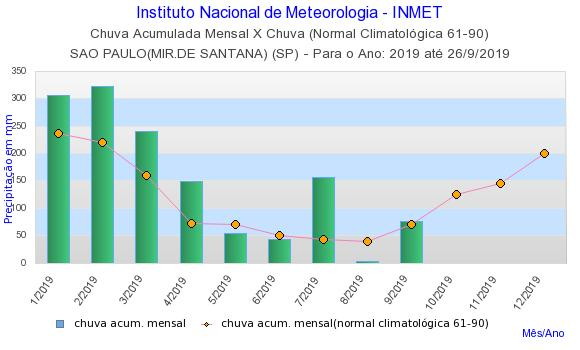 Instituto Nacional de Meteorologia - INMET
Chuva Acumulada Mensal X Chuva (Normal Climatológica 61-90)
SAO PAULO(MIR.DE SANTANA) (SP) - Para o Ano: 2019 até 26/9/2019
Precipitação em mm
350
300
250
200
150
100
50
0
1/2019
2/2019
3/2019
4/2019
5/2019
6/2019
7/2019
8/2019
9/2019
10/2019
11/2019
12/2019
chuva acum. mensal
chuva acum. mensal(normal climatológica 61-90)
Mês/Ano